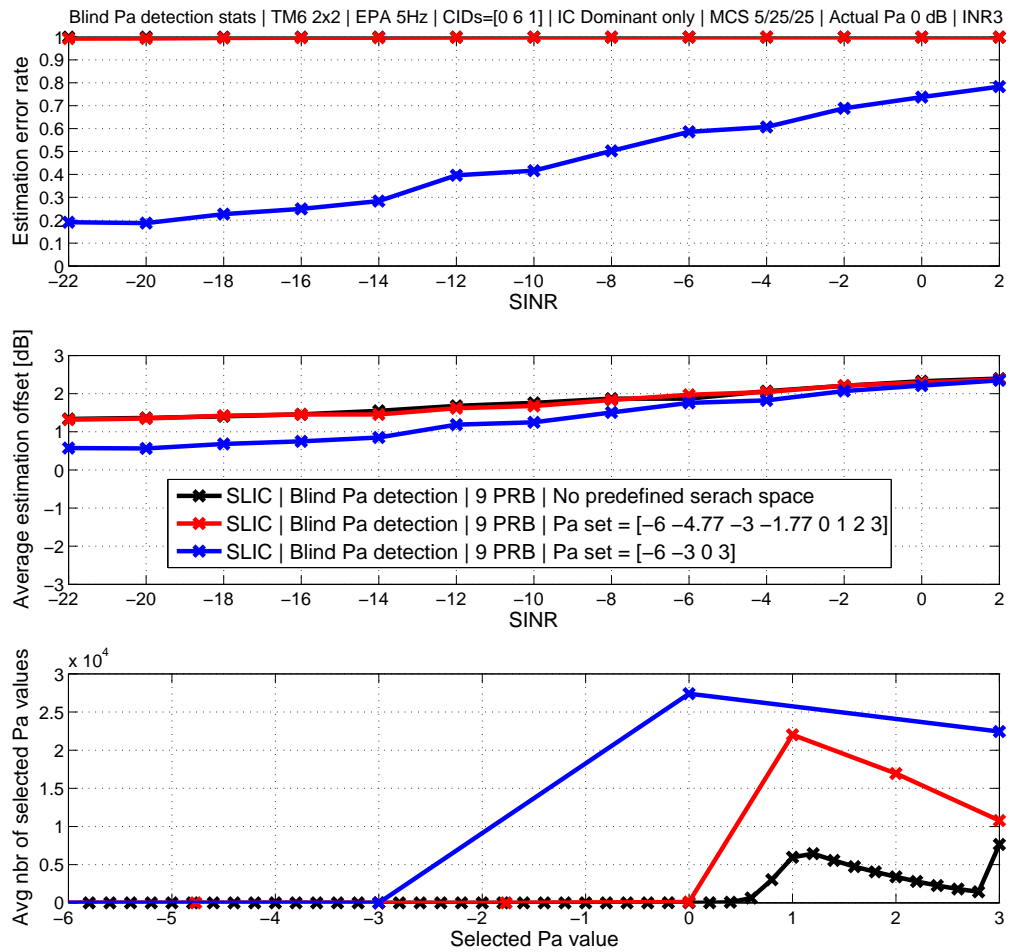 Blind Pa detection stats | TM6 2x2 | EPA 5Hz | CIDs=[0 6 1] | IC Dominant only | MCS 5/25/25 | Actual Pa 0 dB | INR3
1
0.9
0.8
0.7
0.6
0.5
0.4
0.3
0.2
0.1
0
Estimation error rate
−22 −20 −18 −16 −14 −12 −10 −8 −6 −4 −2 0 2
SINR
3
2
1
0
−1
−2
−3
Average estimation offset [dB]
SLIC | Blind Pa detection | 9 PRB | No predefined serach space
SLIC | Blind Pa detection | 9 PRB | Pa set = [−6 −4.77 −3 −1.77 0 1 2 3]
SLIC | Blind Pa detection | 9 PRB | Pa set = [−6 −3 0 3]
−22 −20 −18 −16 −14 −12 −10 −8 −6 −4 −2 0 2
SINR
x 10^4
3
2.5
2
1.5
1
0.5
0
Avg nbr of selected Pa values
−6 −5 −4 −3 −2 −1 0 1 2 3
Selected Pa value